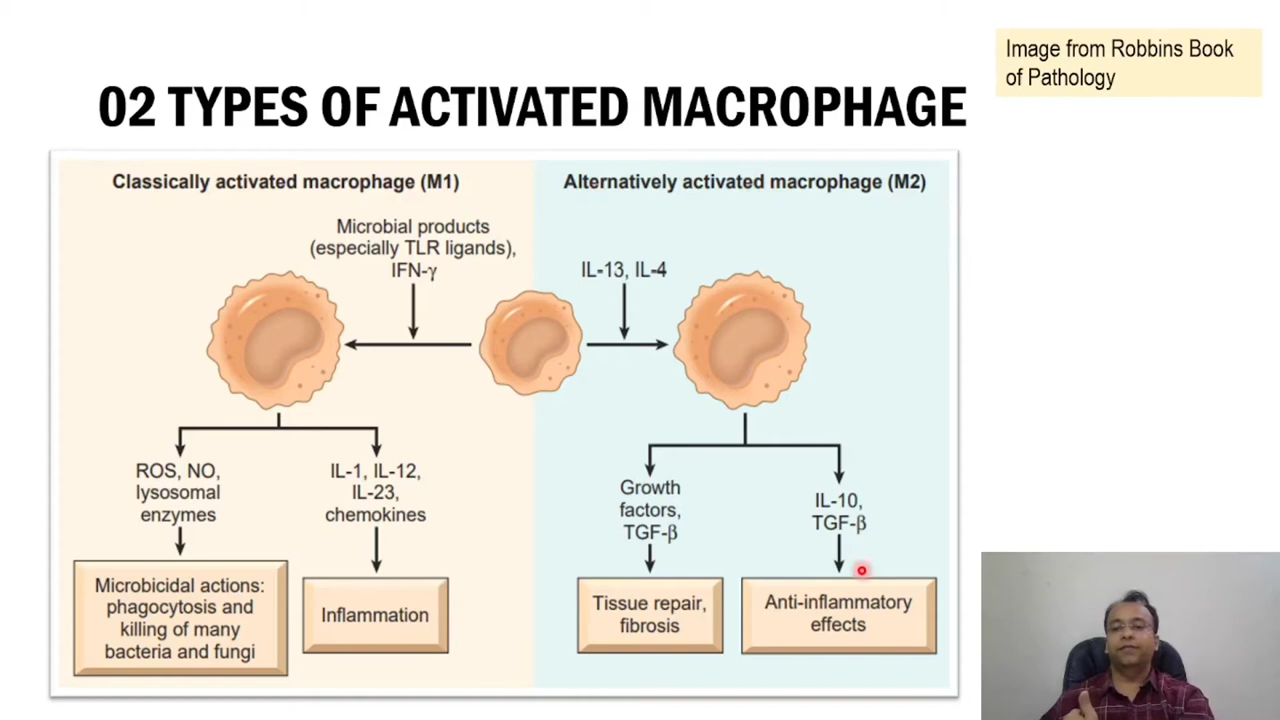 Image from Robbins Book
of Pathology
02 TYPES OF ACTIVATED MACROPHAGE
Classically activated macrophage (M1)
Alternatively activated macrophage (M2)
Microbial products
(especially TLR ligands),
IFN-γ
IL-13, IL-4
ROS, NO,
lysosomal
enzymes
IL-1, IL-12,
IL-23,
chemokines
Growth
factors,
TGF-β
IL-10,
TGF-β
Microbicidal actions:
phagocytosis and
killing of many
bacteria and fungi
Inflammation
Tissue repair,
fibrosis
Anti-inflammatory
effects